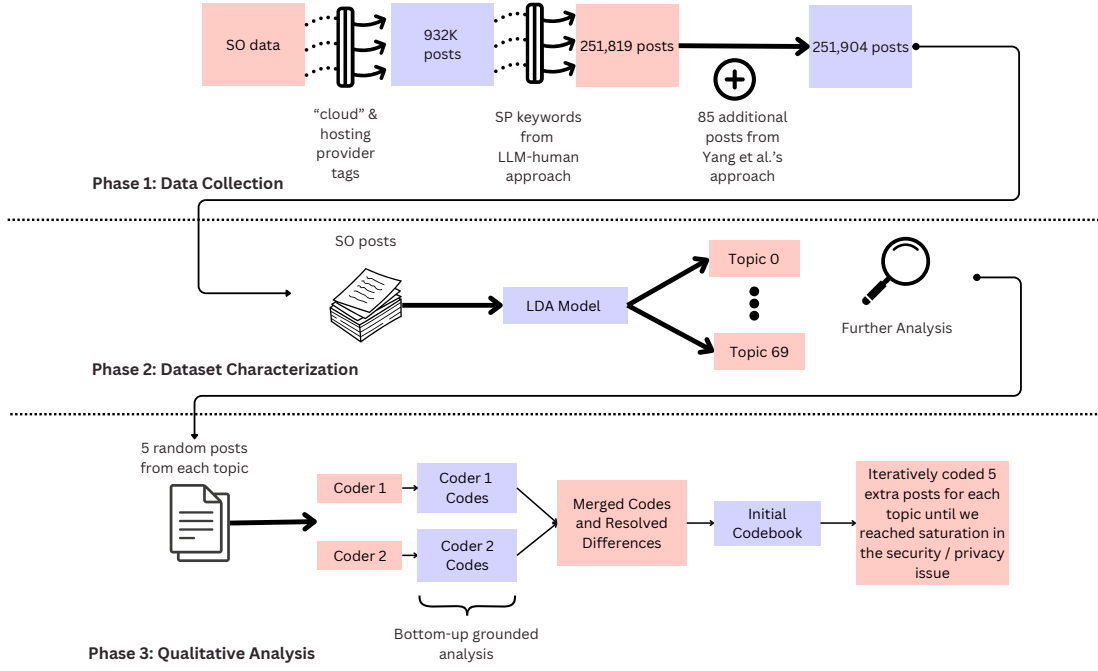 SO data
932K
posts
251,819 posts
251,904 posts
“cloud” &
hosting
provider
tags
SP keywords
from
LLM-human
approach
85 additional
posts from
Yang et al.’s
approach
Phase 1: Data Collection
SO posts
LDA Model
Topic 0
Topic 69
Further Analysis
Phase 2: Dataset Characterization
5 random posts
from each topic
Coder 1
Coder 1
Codes
Coder 2
Coder 2
Codes
Merged Codes
and Resolved
Differences
Initial
Codebook
Iteratively coded 5
extra posts for each
topic until we
reached saturation in
the security / privacy
issue
Bottom-up grounded
analysis
Phase 3: Qualitative Analysis